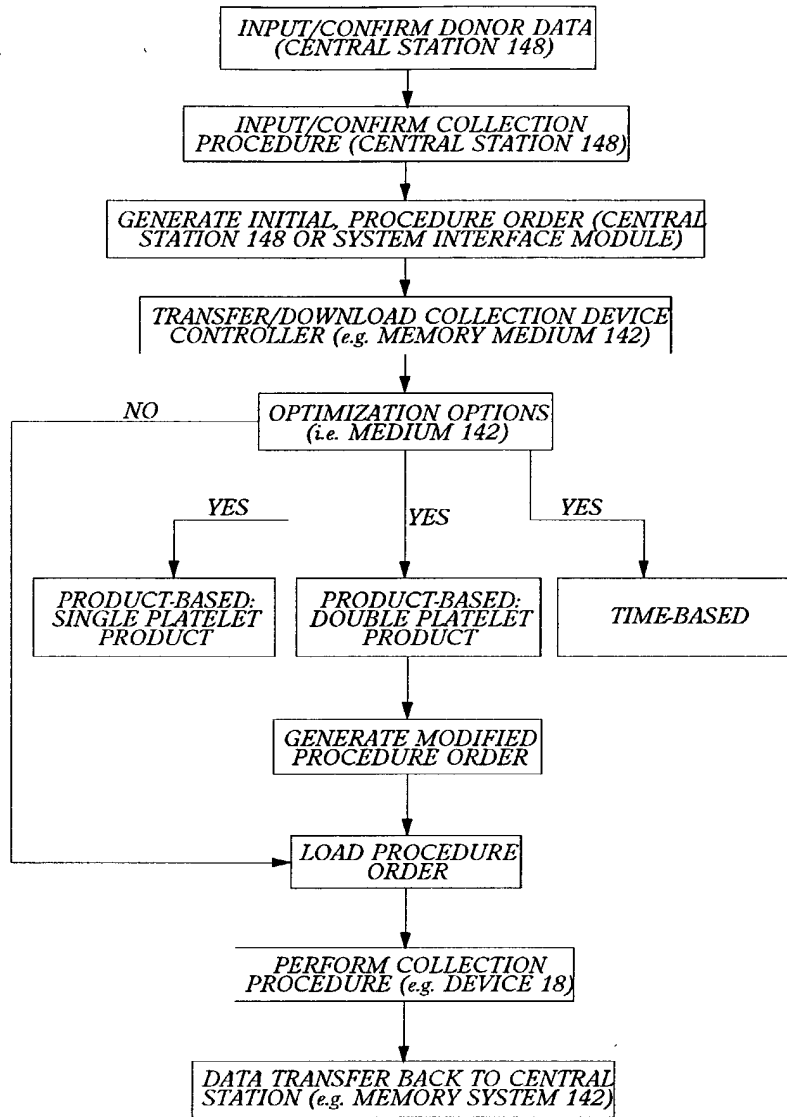 INPUT/CONFIRM DONOR DATA
(CENTRAL STATION 148)
INPUT/CONFIRM COLLECTION
PROCEDURE (CENTRAL STATION 148)
GENERATE INITIAL, PROCEDURE ORDER (CENTRAL
STATION 148 OR SYSTEM INTERFACE MODULE)
TRANSFER/DOWNLOAD COLLECTION DEVICE
CONTROLLER (e.g. MEMORY MEDIUM 142)
NO
OPTIMIZATION OPTIONS
(i.e. MEDIUM 142)
YES
YES
YES
PRODUCT-BASED:
SINGLE PLATELET
PRODUCT
PRODUCT-BASED:
DOUBLE PLATELET
PRODUCT
TIME-BASED
GENERATE MODIFIED
PROCEDURE ORDER
LOAD PROCEDURE
ORDER
PERFORM COLLECTION
PROCEDURE (e.g. DEVICE 18)
DATA TRANSFER BACK TO CENTRAL
STATION (e.g. MEMORY SYSTEM 142)